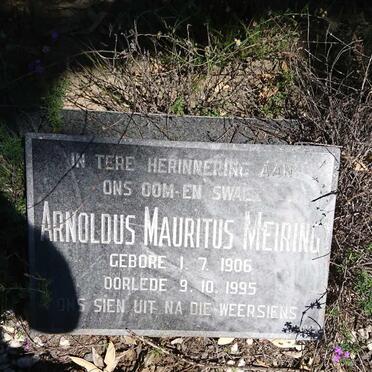 IN TERE HERINNERING AAN
ONS OOM-EN SWAER
ARNOLDUS MAURITUS MEIRING
GEBORE 1. 7. 1906
OORLEDE 9. 10. 1995
ONS SIEN UIT NA DIE WEERSIENS